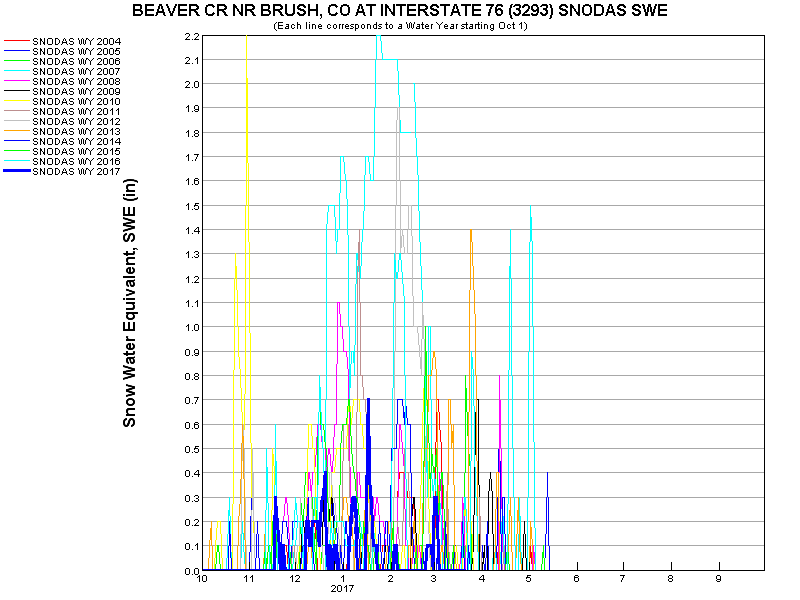 BEAVER CR NR BRUSH, CO AT INTERSTATE 76 (3293) SNODAS SWE
(Each line corresponds to a Water Year starting Oct 1)
SNODAS WY 2004
SNODAS WY 2005
SNODAS WY 2006
SNODAS WY 2007
SNODAS WY 2008
SNODAS WY 2009
SNODAS WY 2010
SNODAS WY 2011
SNODAS WY 2012
SNODAS WY 2013
SNODAS WY 2014
SNODAS WY 2015
SNODAS WY 2016
SNODAS WY 2017
Snow Water Equivalent, SWE (in)
2.2
2.1
2.0
1.9
1.8
1.7
1.6
1.5
1.4
1.3
1.2
1.1
1.0
0.9
0.8
0.7
0.6
0.5
0.4
0.3
0.2
0.1
0.0
10 11 12 1 2 3 4 5 6 7 8 9
2017